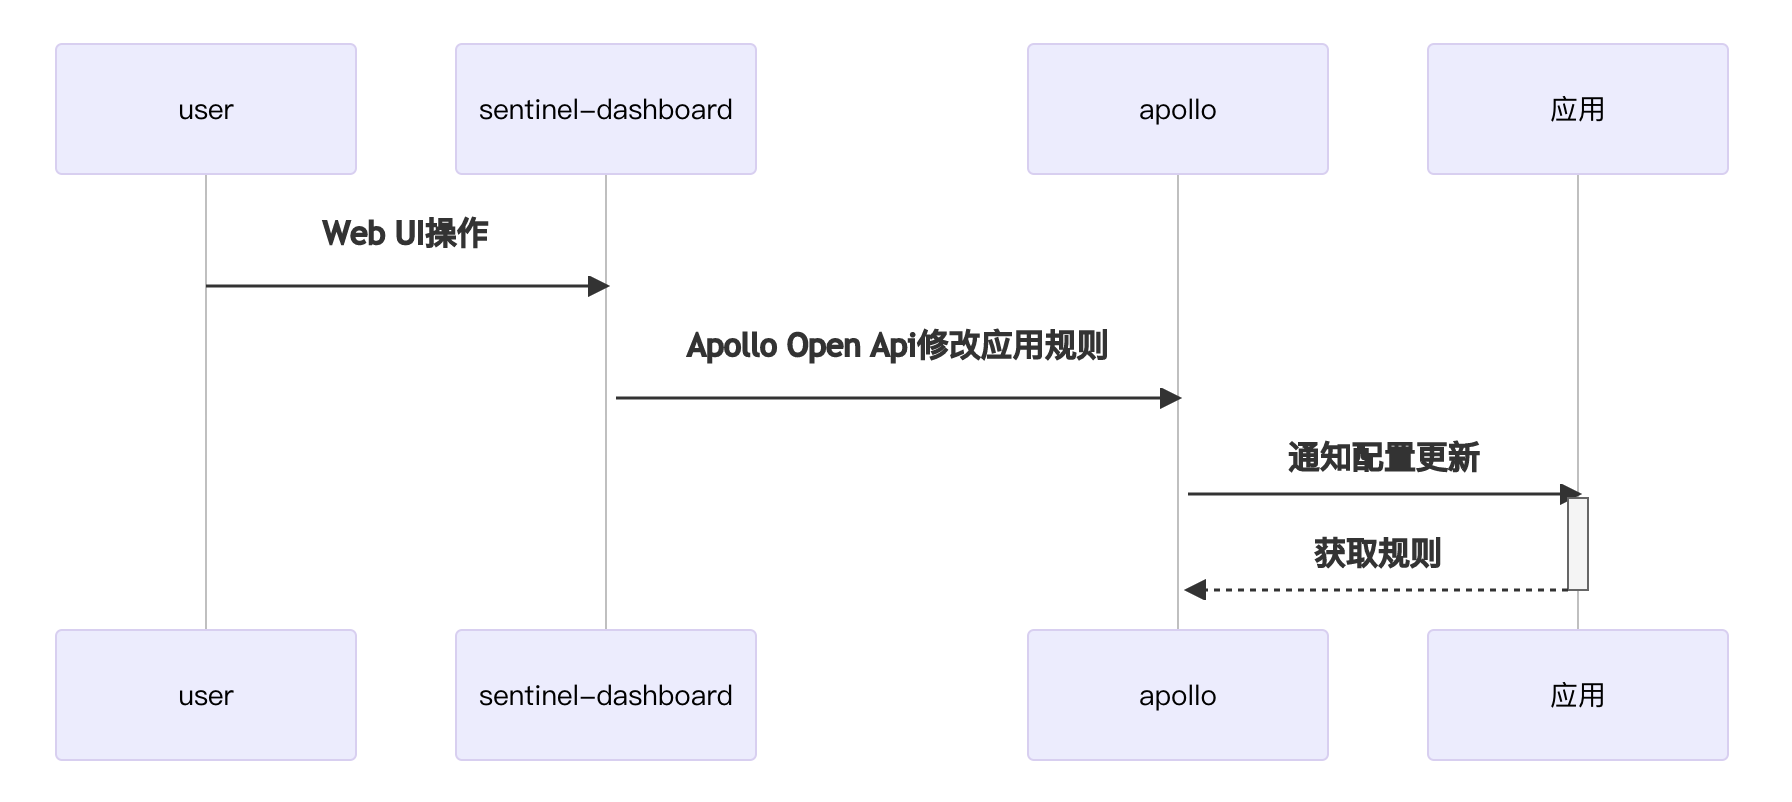 user
sentinel-dashboard
apollo
应用
Web UI操作
Apollo Open Api修改应用规则
通知配置更新
获取规则
user
sentinel-dashboard
apollo
应用